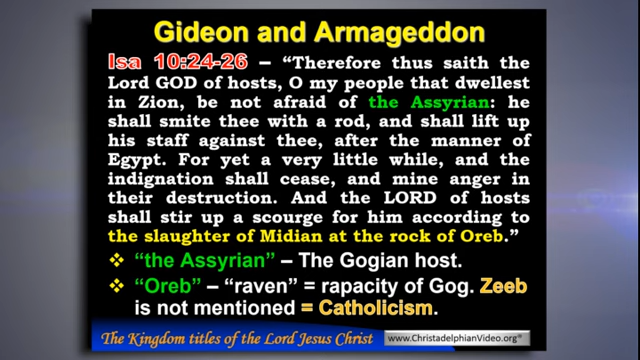 Gideon and Armageddon
Isa 10:24-26 – “Therefore thus saith the
Lord GOD of hosts, O my people that dwellest
in Zion, be not afraid of the Assyrian: he
shall smite thee with a rod, and shall lift up
his staff against thee, after the manner of
Egypt. For yet a very little while, and the
indignation shall cease, and mine anger in
their destruction. And the LORD of hosts
shall stir up a scourge for him according to
the slaughter of Midian at the rock of Oreb.”
❖ “the Assyrian” – The Gogian host.
❖ “Oreb” – “raven” = rapacity of Gog. Zeeb
is not mentioned = Catholicism.
The Kingdom titles of the Lord Jesus Christ
www.ChristadelphianVideo.org®